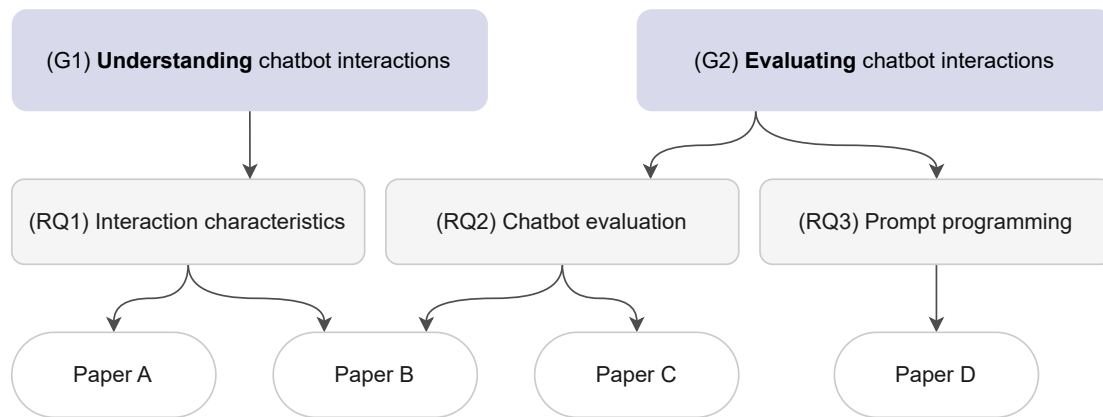 (G1) Understanding chatbot interactions
(G2) Evaluating chatbot interactions
(RQ1) Interaction characteristics
(RQ2) Chatbot evaluation
(RQ3) Prompt programming
Paper A
Paper B
Paper C
Paper D